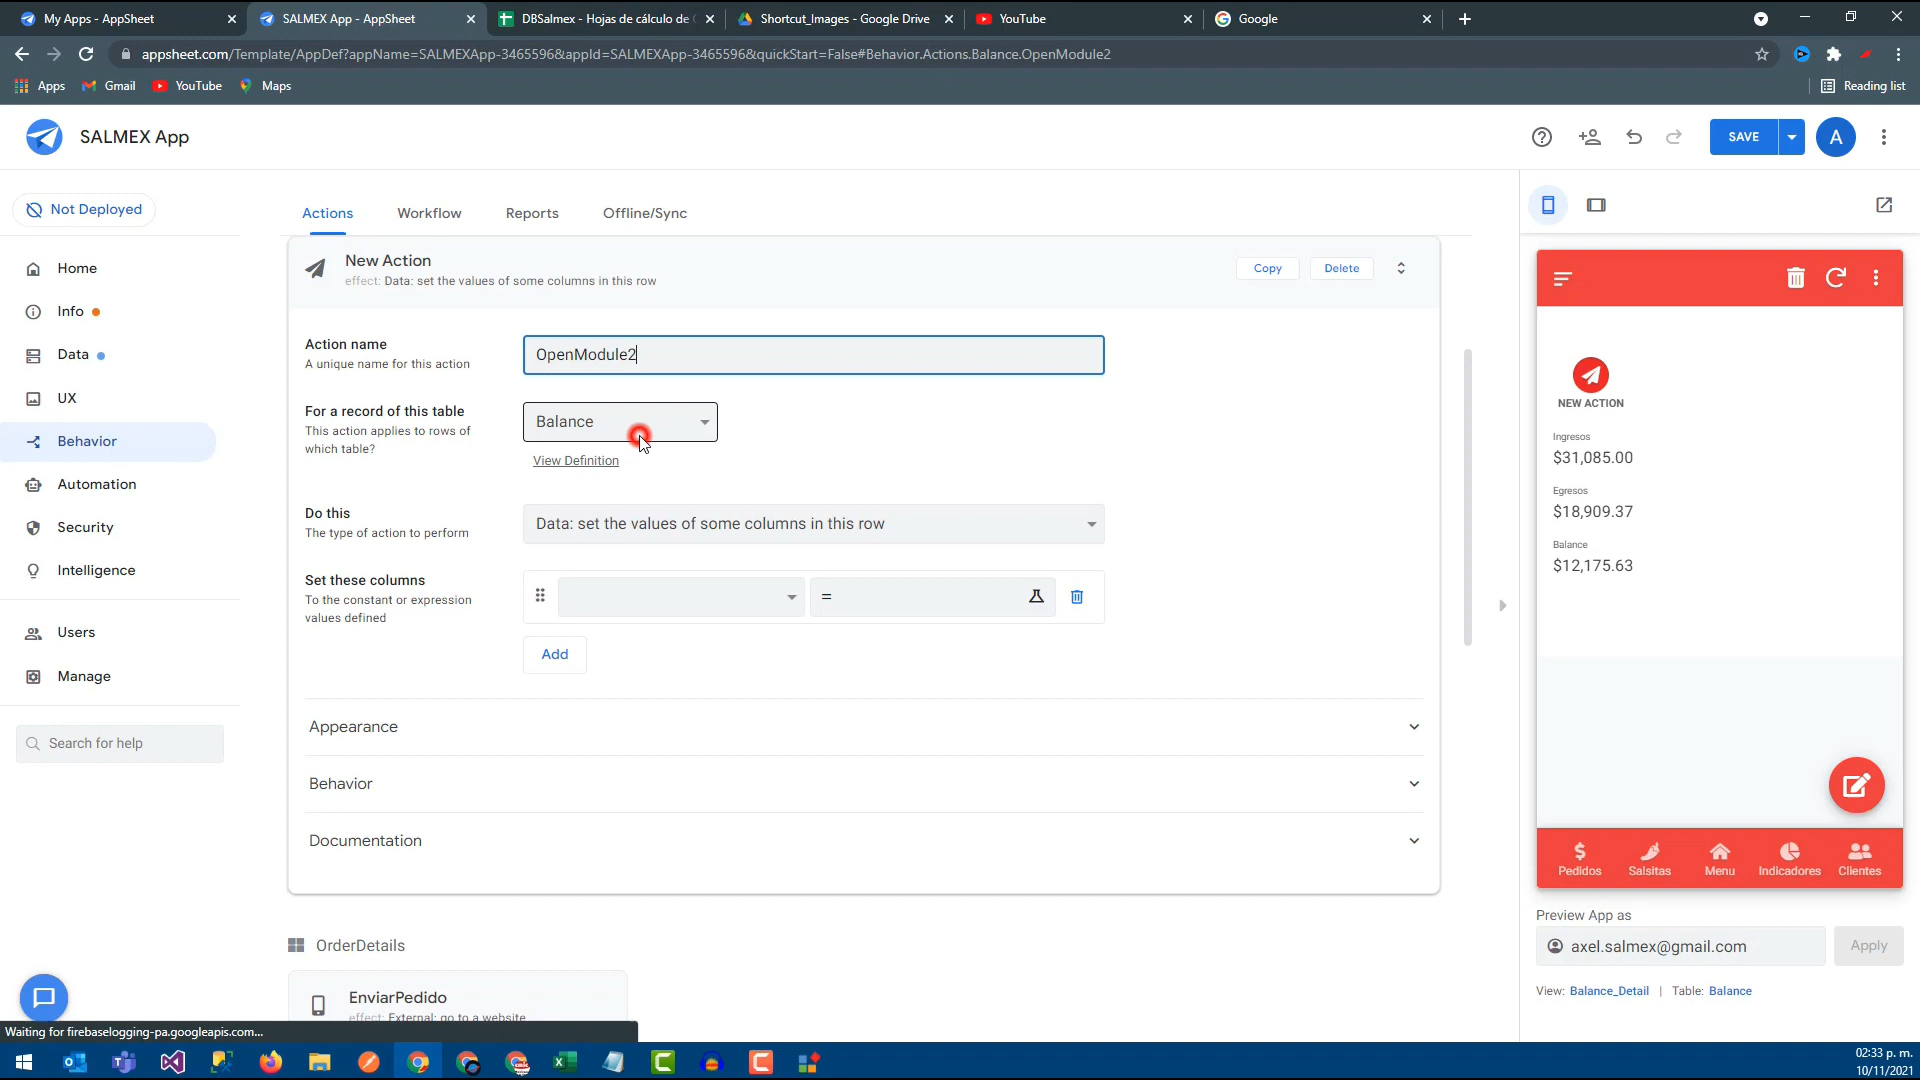 My Apps - AppSheet
SALMEX App - AppSheet
DBSalmex - Hojas de cálculo de
Shortcut_Images - Google Drive
YouTube
Google
appsheet.com/Template/AppDef?appName=SALMEXApp-3465596&appId=SALMEXApp-3465596&quickStart=False#Behavior.Actions.Balance.OpenModule2
Apps
Gmail
YouTube
Maps
Reading list
SALMEX App
SAVE
A
Not Deployed
Home
Info
Data
UX
Behavior
Automation
Security
Intelligence
Users
Manage
Search for help
Actions
Workflow
Reports
Offline/Sync
New Action
effect: Data: set the values of some columns in this row
Copy
Delete
Action name
A unique name for this action
OpenModule2
For a record of this table
This action applies to rows of
which table?
Balance
View Definition
Do this
The type of action to perform
Data: set the values of some columns in this row
Set these columns
To the constant or expression
values defined
=
Add
Appearance
Behavior
Documentation
OrderDetails
EnviarPedido
effect: External: go to a website
NEW ACTION
Ingresos
$31,085.00
Egresos
$18,909.37
Balance
$12,175.63
Pedidos
Salsitas
Menu
Indicadores
Clientes
Preview App as
axel.salmex@gmail.com
Apply
View: Balance_Detail | Table: Balance
Waiting for firebaselogging-pa.googleapis.com...
02:33 p. m.
10/11/2021